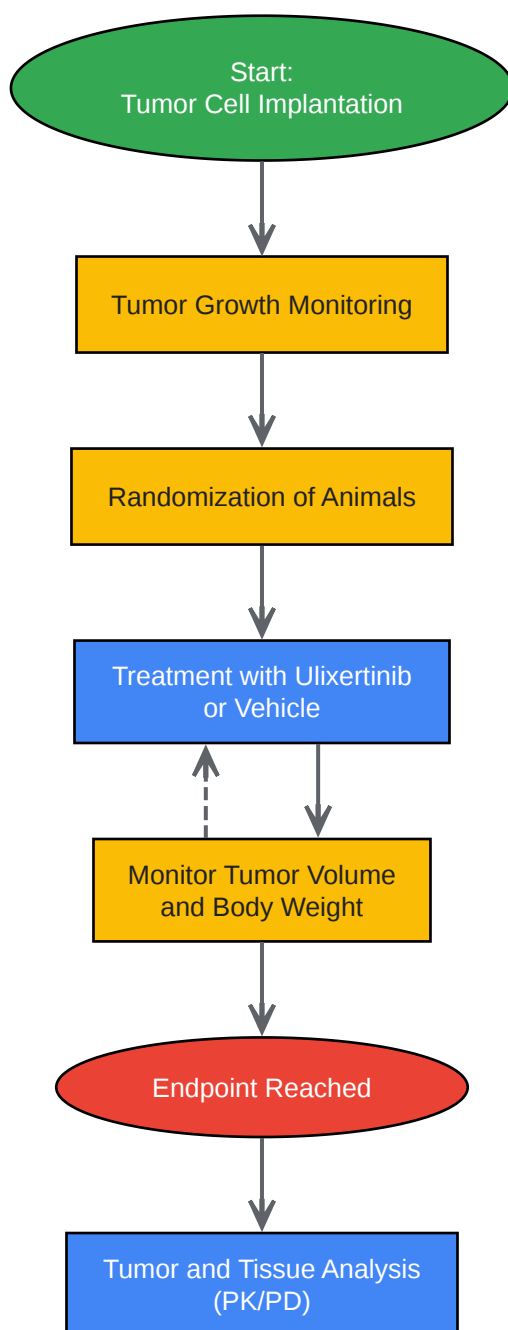 Start:
Tumor Cell Implantation
Tumor Growth Monitoring
Randomization of Animals
Treatment with Ulixertinib
or Vehicle
Monitor Tumor Volume
and Body Weight
Endpoint Reached
Tumor and Tissue Analysis
(PK/PD)